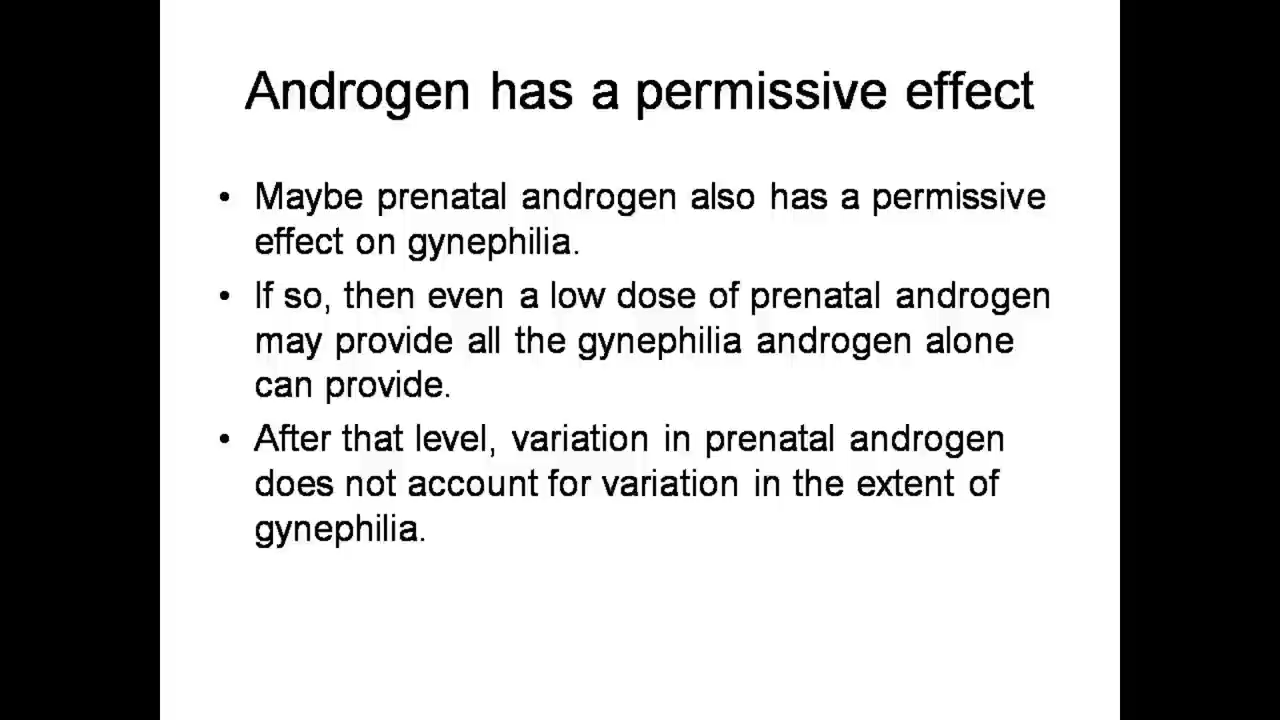 Androgen has a permissive effect
• Maybe prenatal androgen also has a permissive
effect on gynephilia.
• If so, then even a low dose of prenatal androgen
may provide all the gynephilia androgen alone
can provide.
• After that level, variation in prenatal androgen
does not account for variation in the extent of
gynephilia.